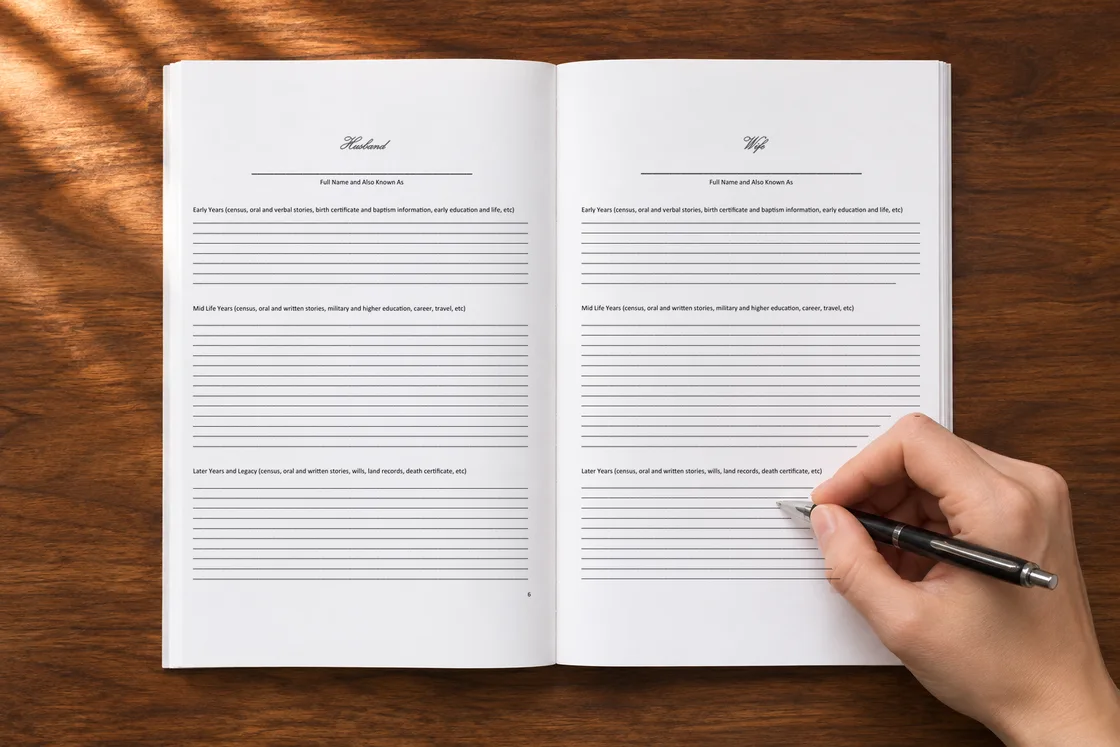 Husband
Full Name and Also Known As
Early Years (census, oral and verbal stories, birth certificate and baptism information, early education and life, etc)
Mid Life Years (census, oral and written stories, military and higher education, career, travel, etc)
Later Years and Legacy (census, oral and written stories, wills, land records, death certificate, etc)
6
Wife
Full Name and Also Known As
Early Years (census, oral and verbal stories, birth certificate and baptism information, early education and life, etc)
Mid Life Years (census, oral and written stories, military and higher education, career, travel, etc)
Later Years (census, oral and written stories, wills, land records, death certificate, etc)